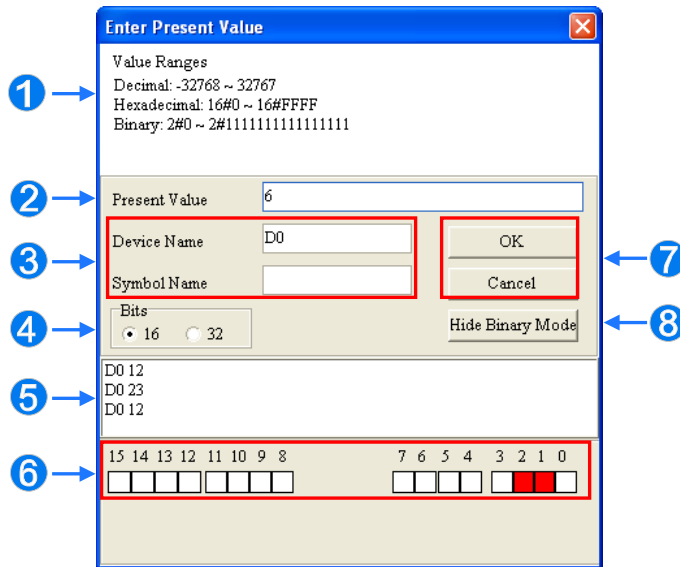 Enter Present Value
Value Ranges
Decimal: -32768 ~ 32767
Hexadecimal: 16#0 ~ 16#FFFF
Binary: 2#0 ~ 2#1111111111111111
1
2
Present Value 6
3
Device Name D0
OK
7
Symbol Name
Cancel
4
Bits
16 32
Hide Binary Mode
8
5
D0 12
D0 23
D0 12
6
15 14 13 12 11 10 9 8 7 6 5 4 3 2 1 0